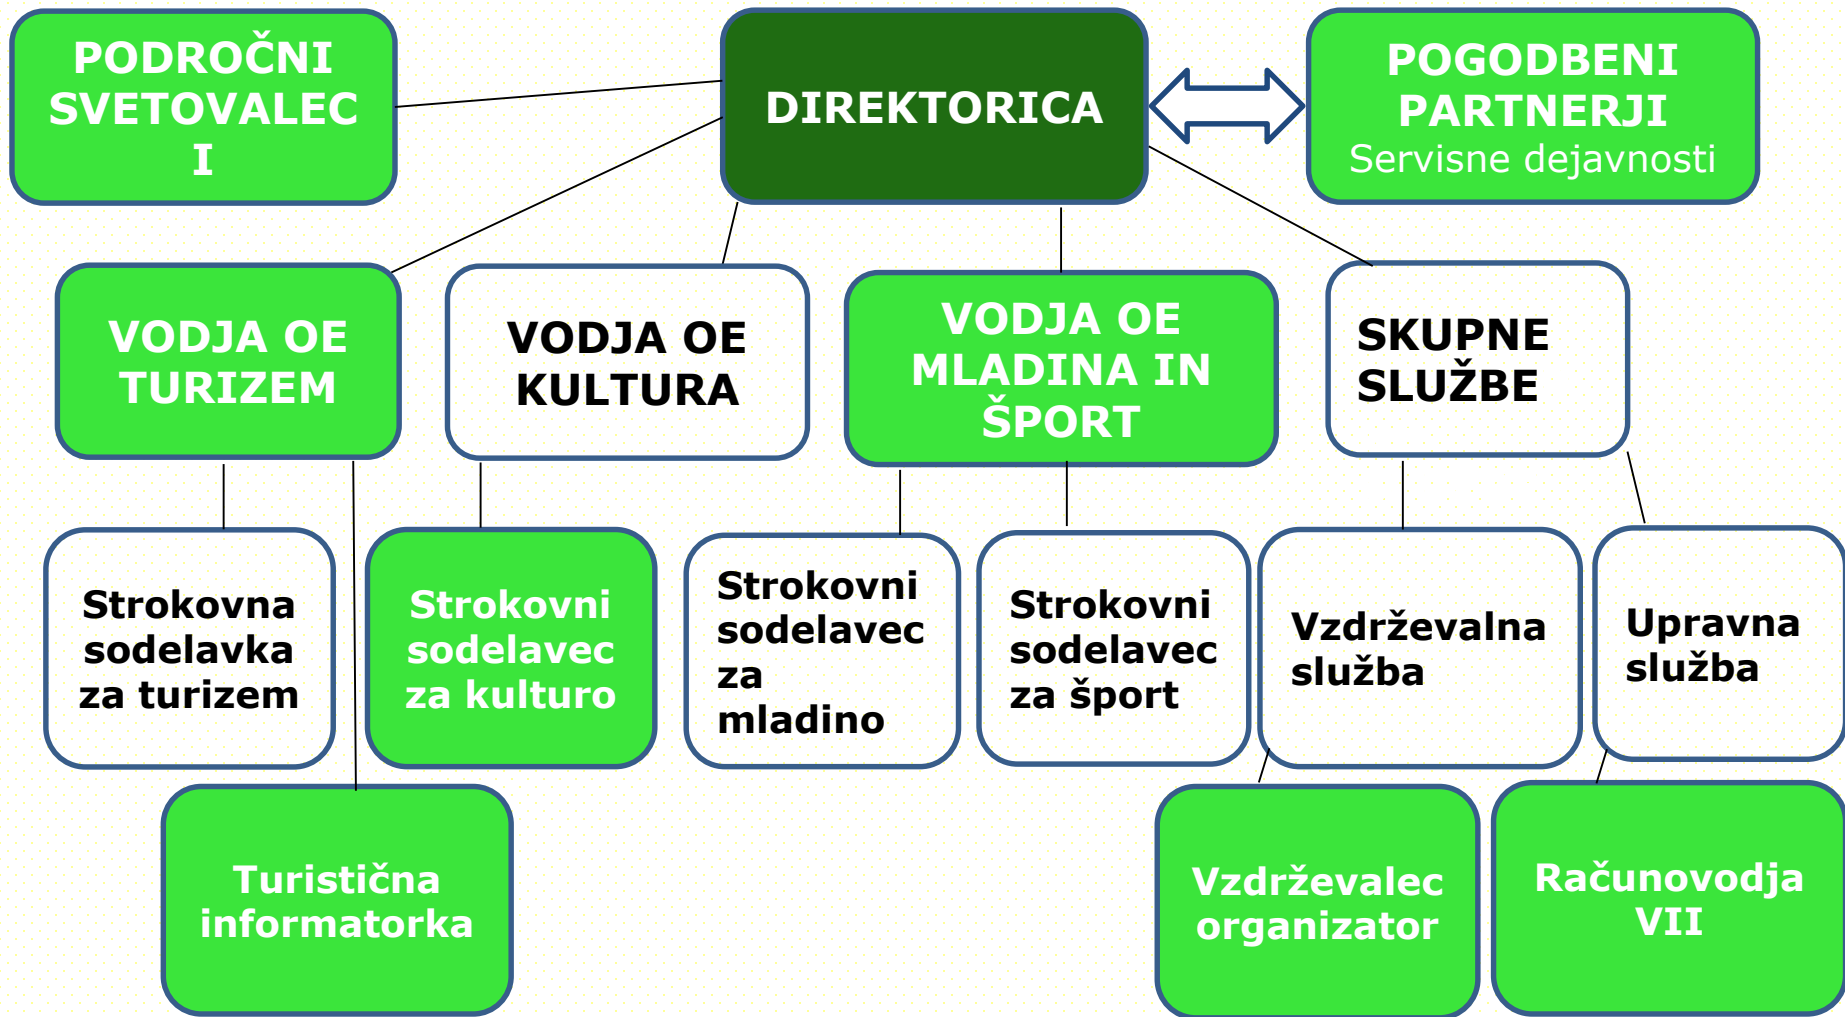 PODROČNI
SVETOVALEC
I
DIREKTORICA
POGODBENI
PARTNERJI
Servisne dejavnosti
VODJA OE
TURIZEM
VODJA OE
KULTURA
VODJA OE
MLADINA IN
ŠPORT
SKUPNE
SLUŽBE
Strokovna
sodelavka
za turizem
Strokovni
sodelavec
za kulturo
Strokovni
sodelavec
za
mladino
Strokovni
sodelavec
za šport
Vzdrževalna
služba
Upravna
služba
Turistična
informatorka
Vzdrževalec
organizator
Računovodja
VII